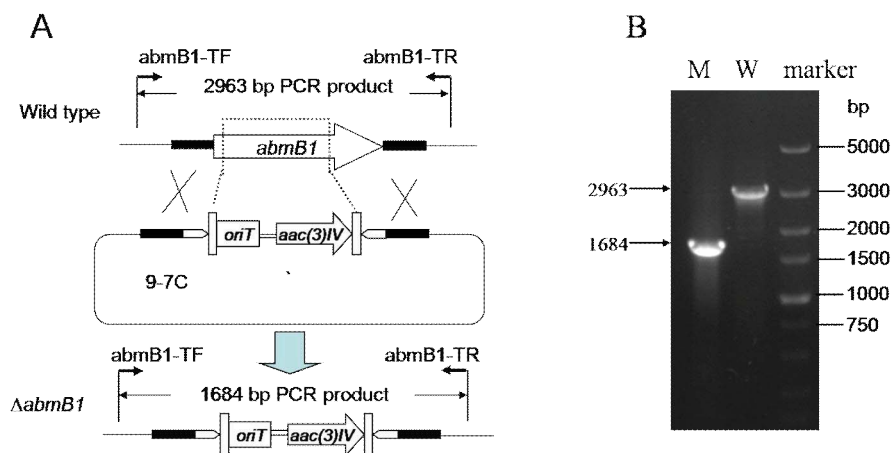 A
abmB1-TF
abmB1-TR
2963 bp PCR product
Wild type
abmB1
oriT
aac(3)IV
9-7C
abmB1-TF
abmB1-TR
1684 bp PCR product
ΔabmB1
oriT
aac(3)IV
B
M W marker
bp
5000
2963
3000
2000
1684
1500
1000
750